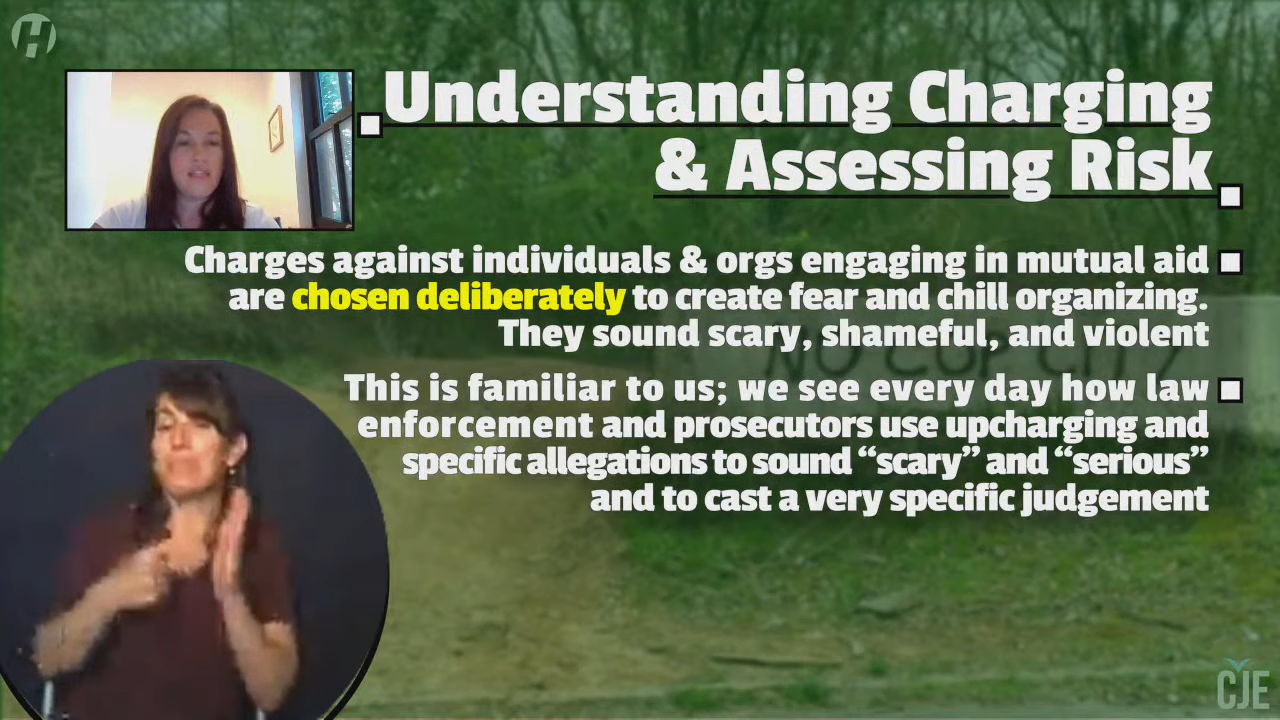 H
Understanding Charging
& Assessing Risk
Charges against individuals & orgs engaging in mutual aid
are chosen deliberately to create fear and chill organizing.
They sound scary, shameful, and violent
NO COP CITY
This is familiar to us; we see every day how law
enforcement and prosecutors use upcharging and
specific allegations to sound “scary” and “serious”
and to cast a very specific judgement
CJE